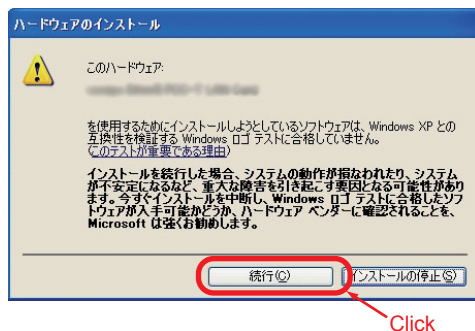 ハードウェアのインストール
このハードウェア:
を使用するためにインストールしようとしているソフトウェアは、Windows XP との
互換性を検証する Windows ロゴ テストに合格していません。
(このテストが重要である理由)
インストールを続行した場合、システムの動作が損なわれたり、システム
が不安定になるなど、重大な障害を引き起こす要因となる可能性があり
ます。今すぐインストールを中断し、Windows ロゴ テストに合格したソフ
トウェアが入手可能かどうか、ハードウェア ベンダーに確認されることを、
Microsoft は強くお勧めします。
続行(C) インストールの停止(S)
Click